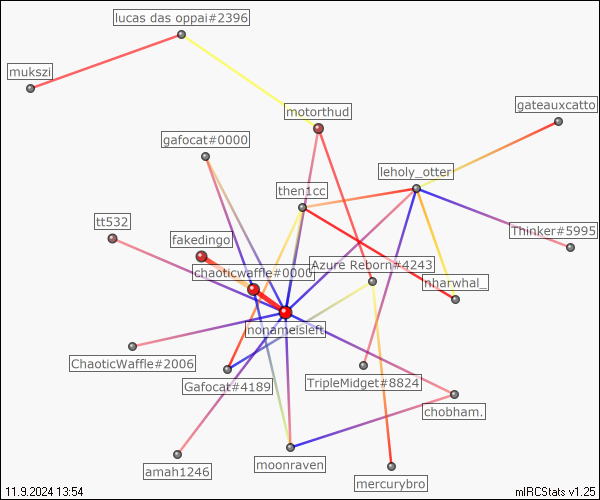 lucas das oppai#2396
mukszi
gateauxcatto
motorthud
gafocat#0000
leholy_otter
then1cc
tt532
Thinker#5995
fakedingo
Azure Reborn#4243
chaoticwaffle#0000
nharwhal_
nonameisleft
ChaoticWaffle#2006
Gafocat#4189
TripleMidget#8824
chobham.
amah1246
moonraven
mercurybro
11.9.2024 13:54
mIRCStats v1.25